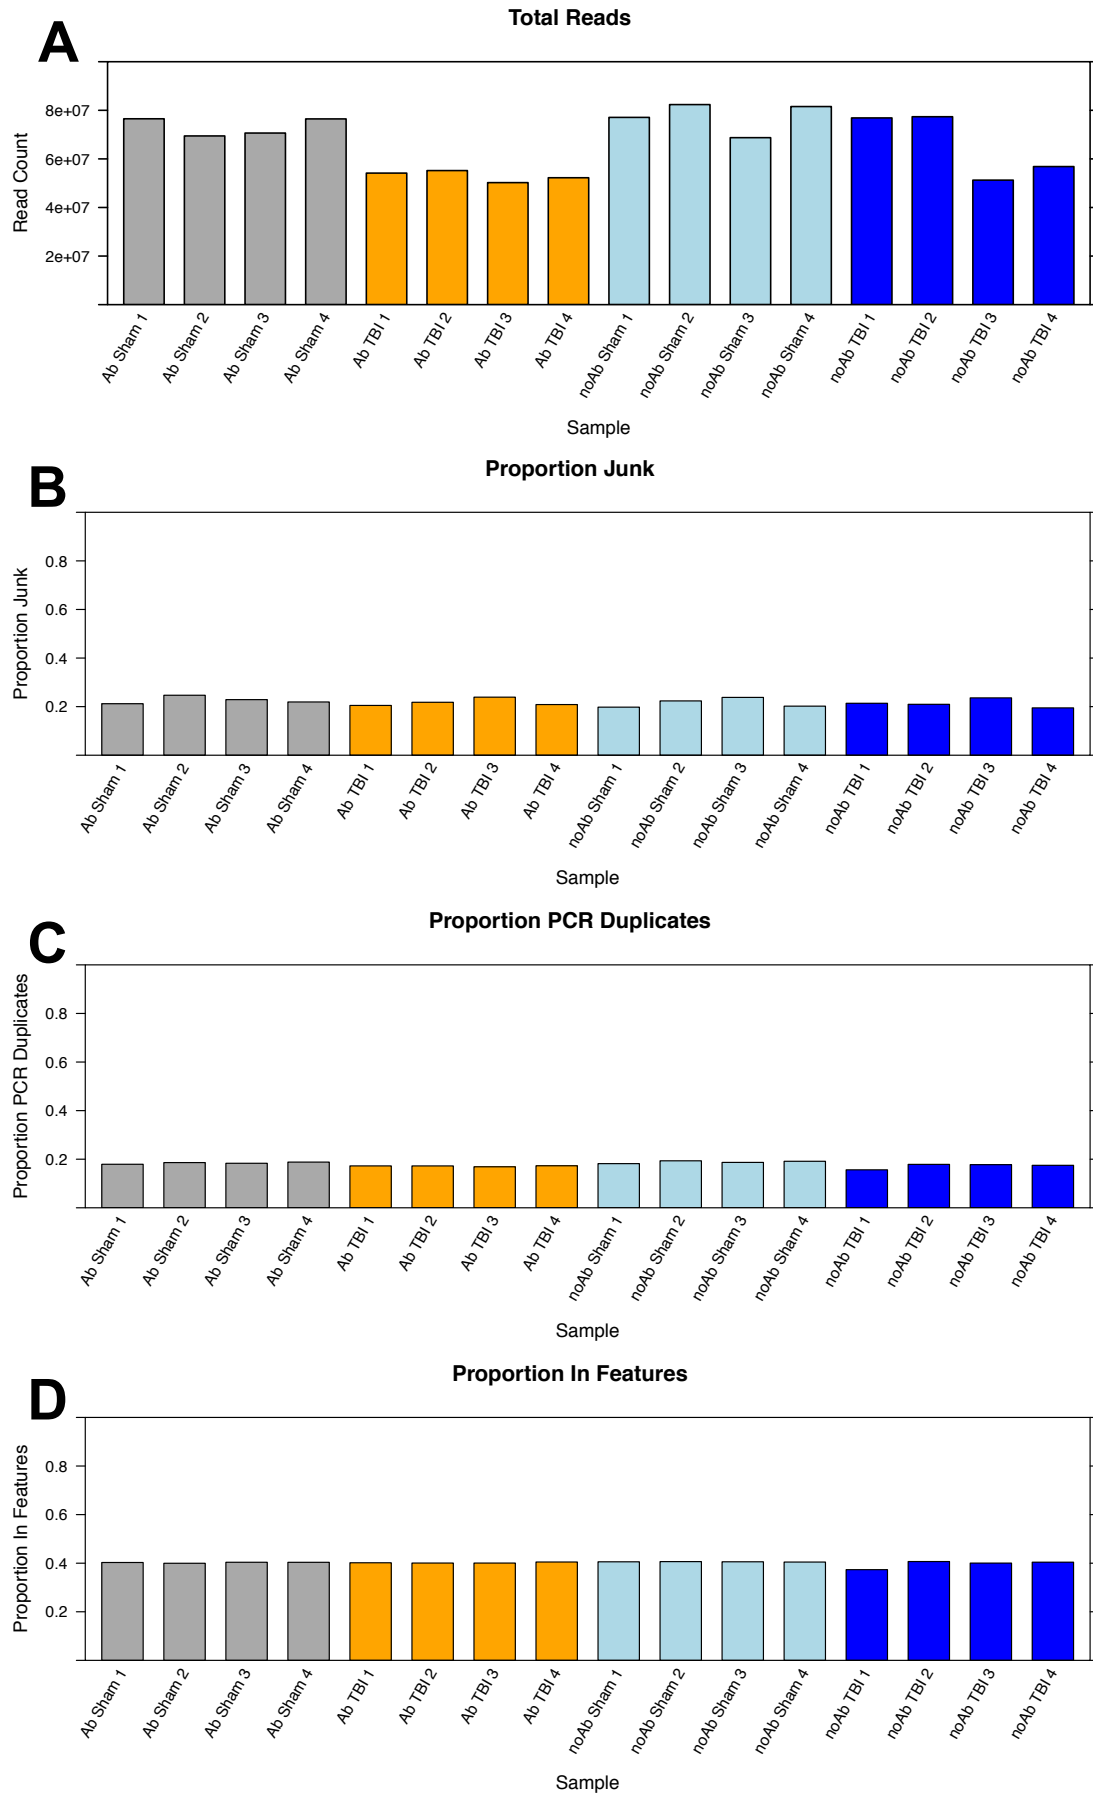 A
Total Reads
Read Count
8e+07
6e+07
4e+07
2e+07
Ab Sham 1
Ab Sham 2
Ab Sham 3
Ab Sham 4
Ab TBI 1
Ab TBI 2
Ab TBI 3
Ab TBI 4
noAb Sham 1
noAb Sham 2
noAb Sham 3
noAb Sham 4
noAb TBI 1
noAb TBI 2
noAb TBI 3
noAb TBI 4
Sample
B
Proportion Junk
Proportion Junk
0.8
0.6
0.4
0.2
Ab Sham 1
Ab Sham 2
Ab Sham 3
Ab Sham 4
Ab TBI 1
Ab TBI 2
Ab TBI 3
Ab TBI 4
noAb Sham 1
noAb Sham 2
noAb Sham 3
noAb Sham 4
noAb TBI 1
noAb TBI 2
noAb TBI 3
noAb TBI 4
Sample
C
Proportion PCR Duplicates
Proportion PCR Duplicates
0.8
0.6
0.4
0.2
Ab Sham 1
Ab Sham 2
Ab Sham 3
Ab Sham 4
Ab TBI 1
Ab TBI 2
Ab TBI 3
Ab TBI 4
noAb Sham 1
noAb Sham 2
noAb Sham 3
noAb Sham 4
noAb TBI 1
noAb TBI 2
noAb TBI 3
noAb TBI 4
Sample
D
Proportion In Features
Proportion In Features
0.8
0.6
0.4
0.2
Ab Sham 1
Ab Sham 2
Ab Sham 3
Ab Sham 4
Ab TBI 1
Ab TBI 2
Ab TBI 3
Ab TBI 4
noAb Sham 1
noAb Sham 2
noAb Sham 3
noAb Sham 4
noAb TBI 1
noAb TBI 2
noAb TBI 3
noAb TBI 4
Sample